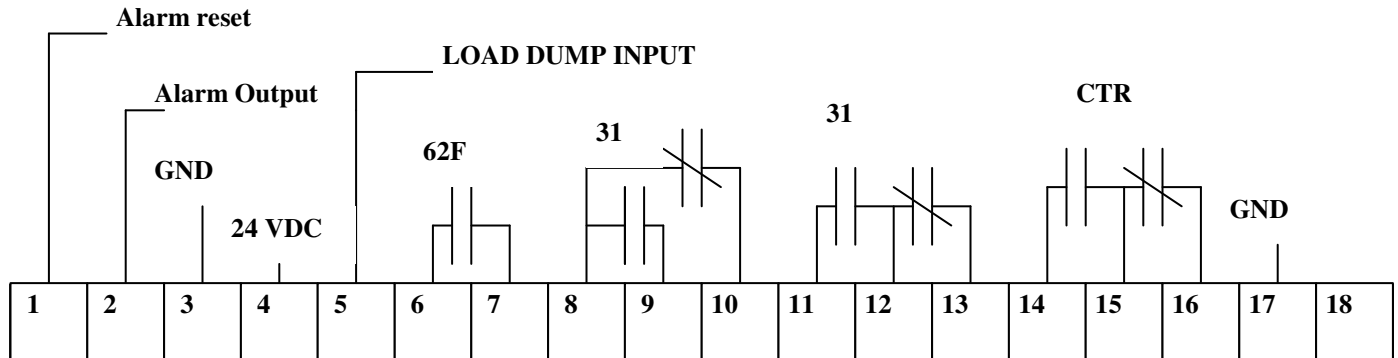 Alarm reset
LOAD DUMP INPUT
Alarm Output
CTR
31
31
62F
GND
GND
24 VDC
1 2 3 4 5 6 7 8 9 10 11 12 13 14 15 16 17 18